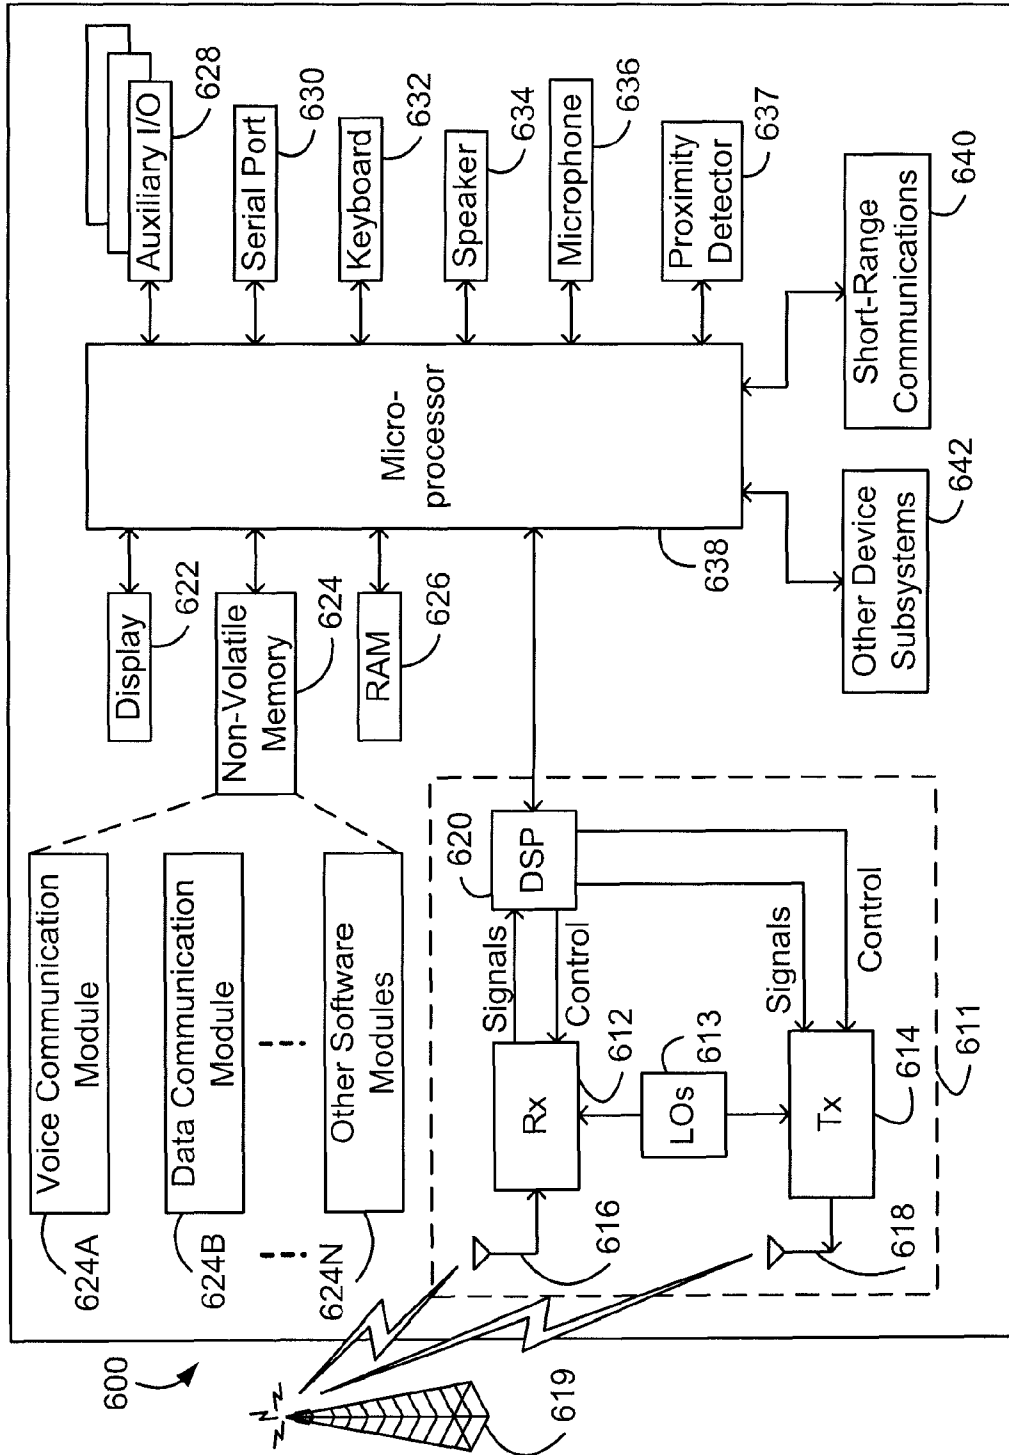 600
619
624A
Voice Communication
Module
624B
Data Communication
Module
624N
Other Software
Modules
Display
622
Non-Volatile
Memory
624
RAM
626
Micro-
processor
638
Auxiliary I/O
628
Serial Port
630
Keyboard
632
Speaker
634
Microphone
636
Proximity
Detector
637
Short-Range
Communications
640
Other Device
Subsystems
642
616
Rx
612
Signals
Control
DSP
620
LOs
613
618
Tx
614
Signals
Control
611